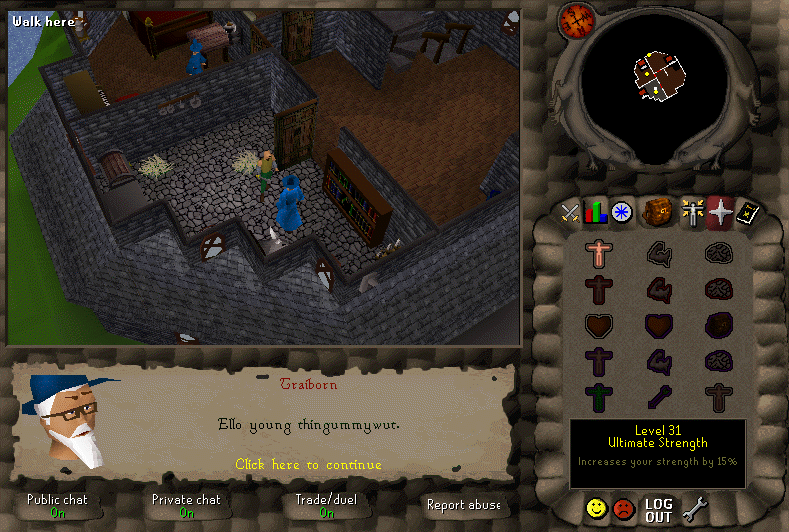 Walk here
Traiborn
Ello young thingummywut.
Click here to continue
Level 31
Ultimate Strength
Increases your strength by 15%
Public chat
On
Private chat
On
Trade/duel
On
Report abuse
LOG
OUT